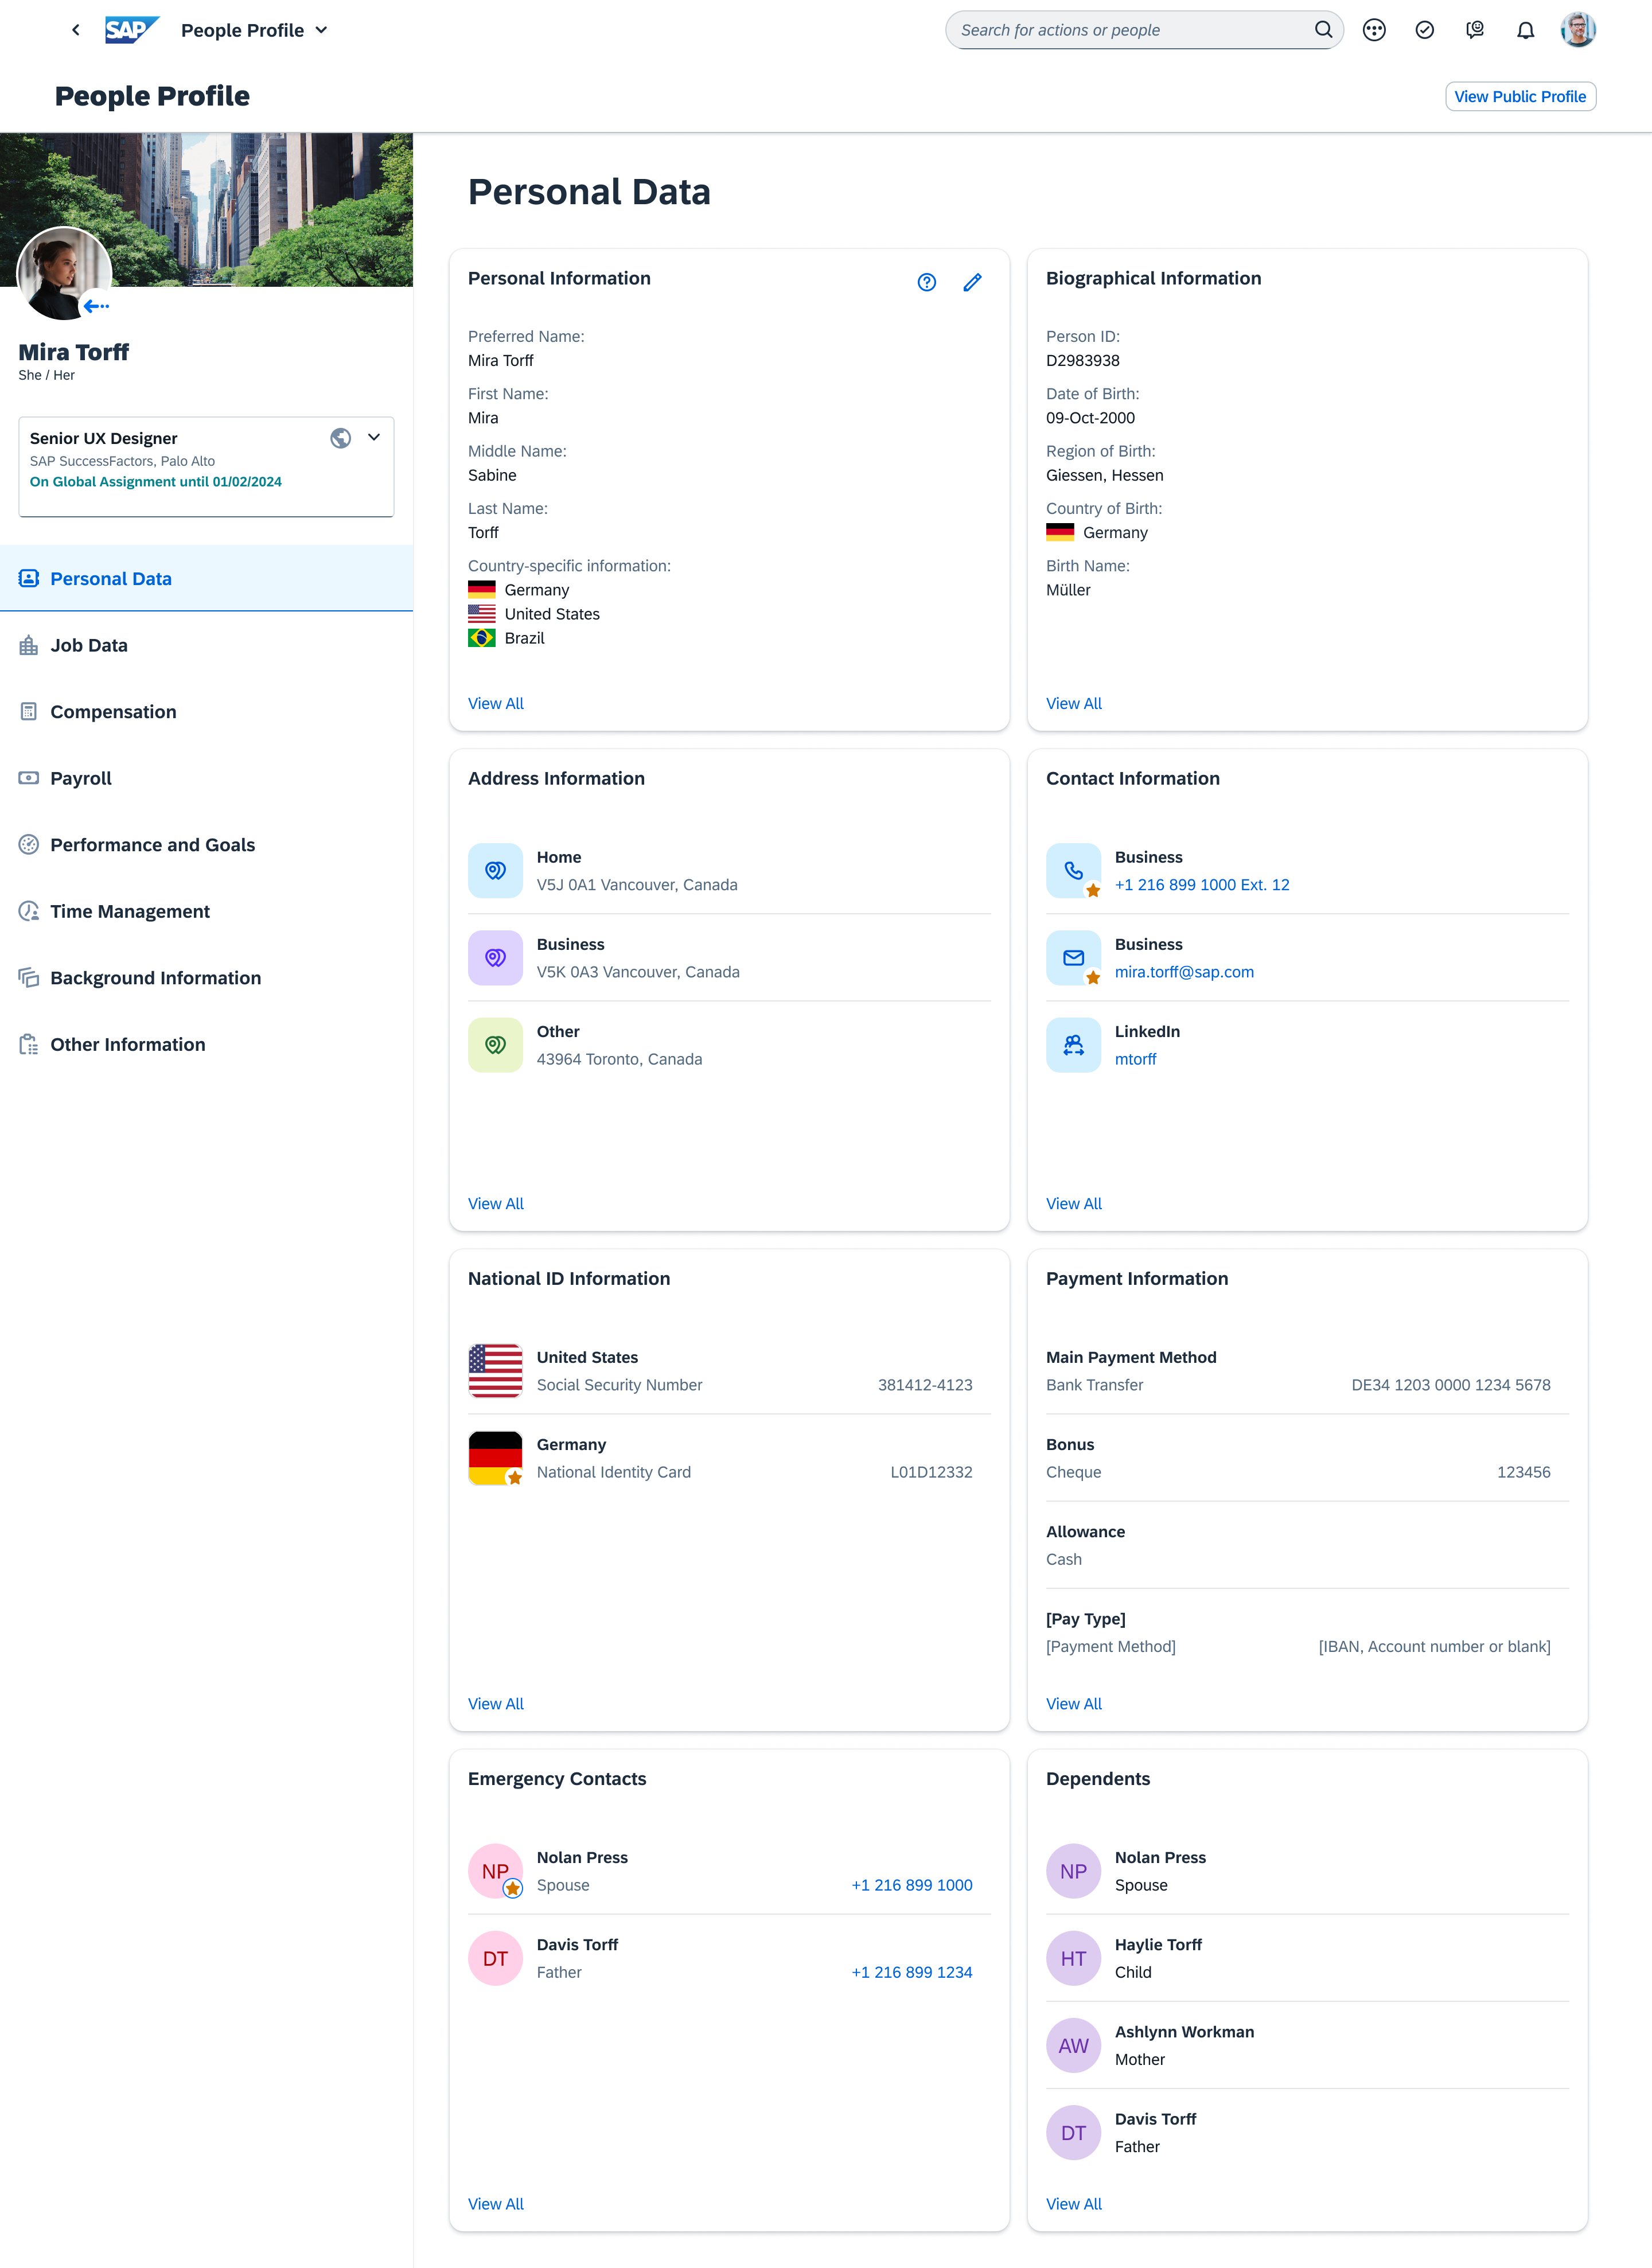 SAP
People Profile
Search for actions or people
People Profile
View Public Profile
Mira Torff
She / Her
Senior UX Designer
SAP SuccessFactors, Palo Alto
On Global Assignment until 01/02/2024
Personal Data
Job Data
Compensation
Payroll
Performance and Goals
Time Management
Background Information
Other Information
Personal Data
Personal Information
Preferred Name:
Mira Torff
First Name:
Mira
Middle Name:
Sabine
Last Name:
Torff
Country-specific information:
Germany
United States
Brazil
View All
Biographical Information
Person ID:
D2983938
Date of Birth:
09-Oct-2000
Region of Birth:
Giessen, Hessen
Country of Birth:
Germany
Birth Name:
Müller
View All
Address Information
Home
V5J 0A1 Vancouver, Canada
Business
V5K 0A3 Vancouver, Canada
Other
43964 Toronto, Canada
View All
Contact Information
Business
+1 216 899 1000 Ext. 12
Business
mira.torff@sap.com
LinkedIn
mtorff
View All
National ID Information
United States
Social Security Number 381412-4123
Germany
National Identity Card L01D12332
View All
Payment Information
Main Payment Method
Bank Transfer DE34 1203 0000 1234 5678
Bonus
Cheque 123456
Allowance
Cash
[Pay Type]
[Payment Method] [IBAN, Account number or blank]
View All
Emergency Contacts
NP
Nolan Press
Spouse +1 216 899 1000
DT
Davis Torff
Father +1 216 899 1234
View All
Dependents
NP
Nolan Press
Spouse
HT
Haylie Torff
Child
AW
Ashlynn Workman
Mother
DT
Davis Torff
Father
View All